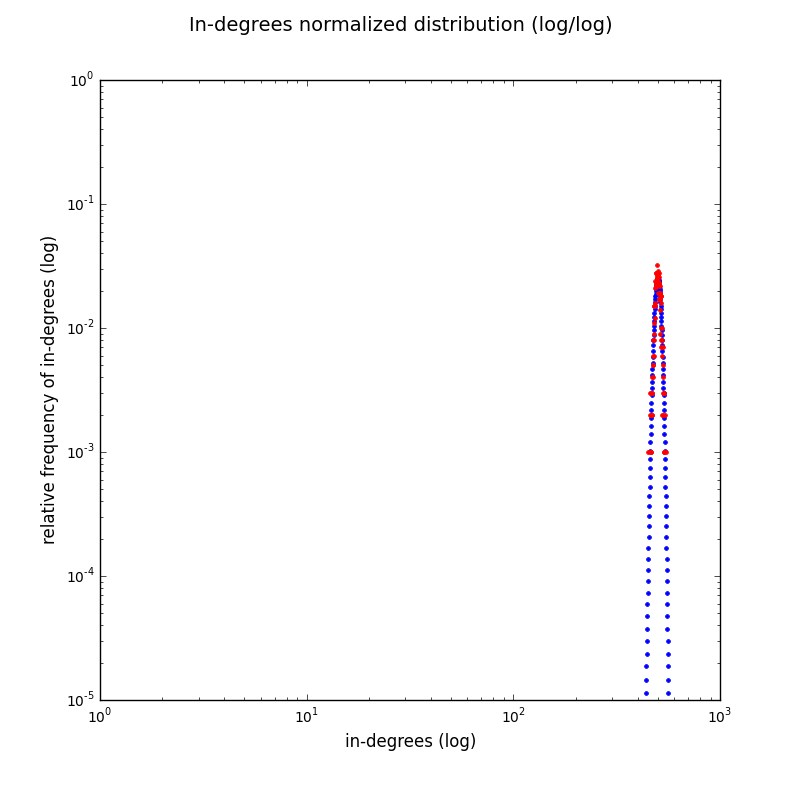 In-degrees normalized distribution (log/log)
relative frequency of in-degrees (log)
10^0
10^-1
10^-2
10^-3
10^-4
10^-5
10^0 10^1 10^2 10^3
in-degrees (log)